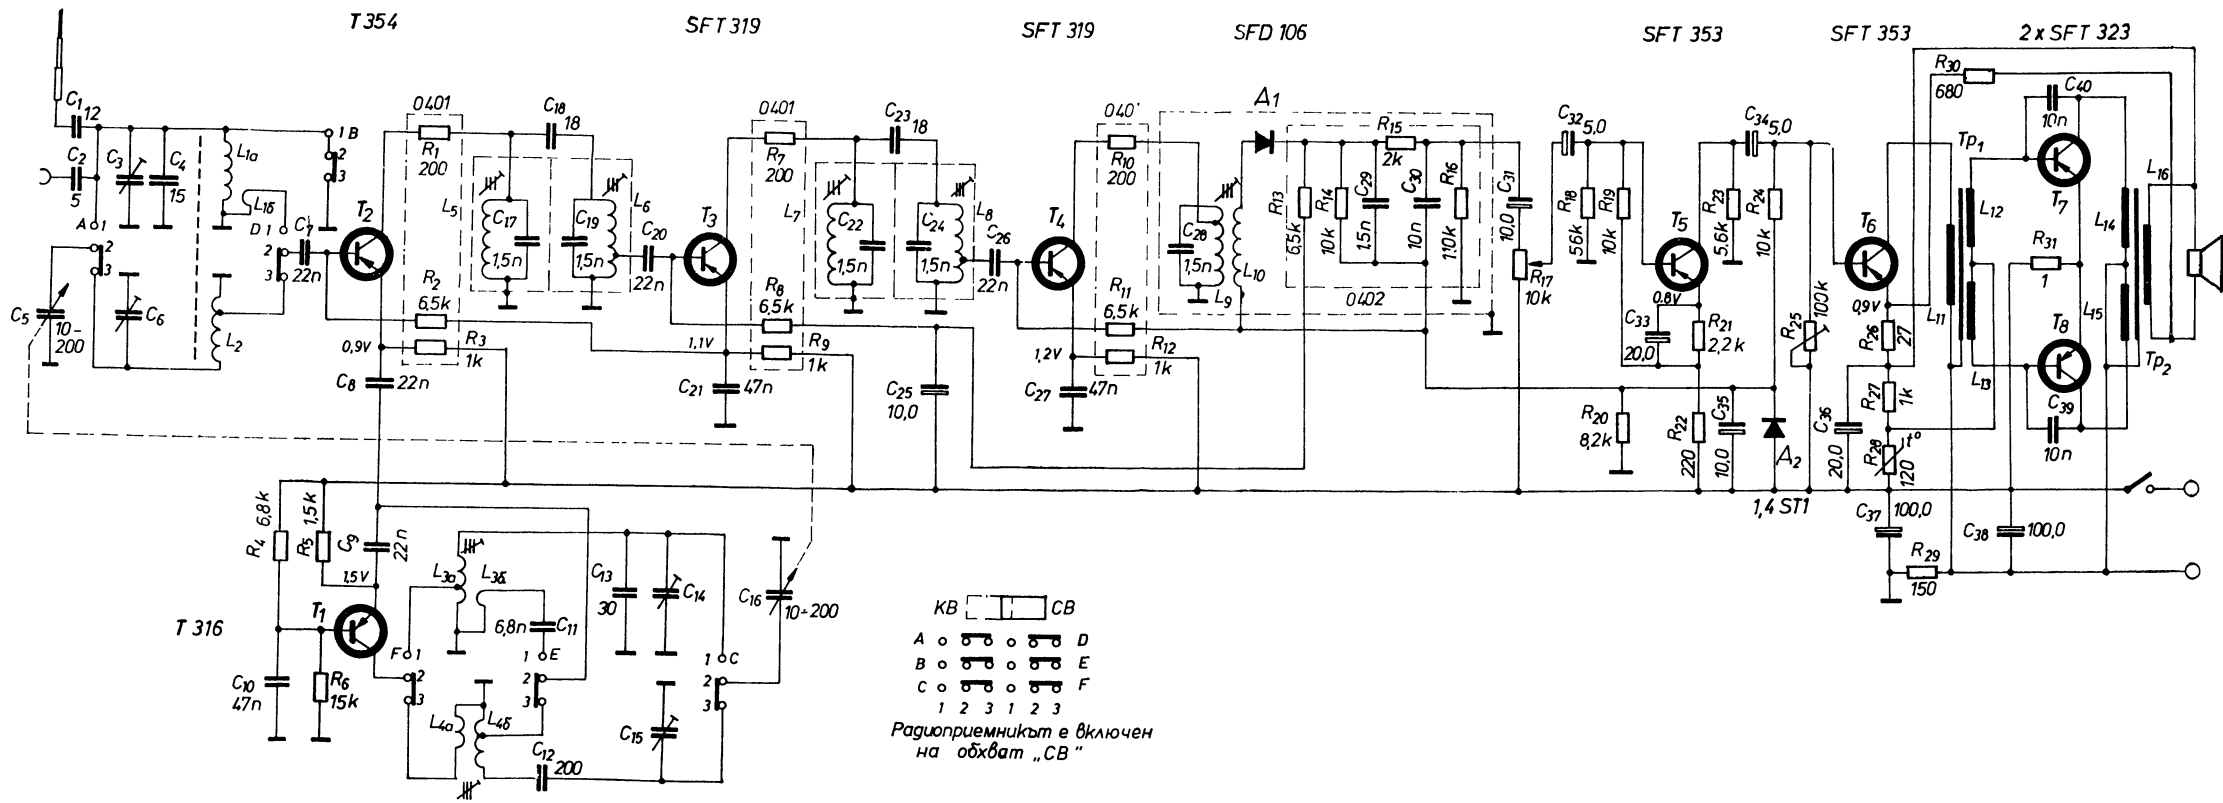 T 354
SFT 319
SFT 319
SFD 106
SFT 353
SFT 353
2 x SFT 323
C1
12
C2
5
C3
C4
15
L1a
L1б
1 B
2
3
A 1
2
3
D 1
2
3
C5
10-
200
C6
L2
C7
22n
T2
0401
R1
200
R2
6,5k
R3
1k
0,9V
C8
22n
C18
18
L5
C17
1,5n
C19
1,5n
L6
C20
22n
T3
0401
R7
200
R8
6,5k
R9
1k
1,1V
C21
47n
C23
18
L7
C22
1,5n
C24
1,5n
L8
C26
22n
C25
10,0
T4
040
R10
200
R11
6,5k
R12
1k
1,2V
C27
47n
Д1
C28
1,5n
L9
L10
R13
6,5k
R14
10k
C29
15n
R15
2k
C30
10n
R16
110k
0402
C31
10,0
R17
10k
C32
5,0
R18
56k
R19
10k
T5
0,8V
C33
20,0
R21
2,2k
R20
8,2k
R22
220
C35
10,0
R23
5,6k
C34
5,0
R24
10k
Д2
1,4 ST1
R25
100k
T6
0,9V
R26
27
R27
1k
R28
t°
120
C36
20,0
C37
100,0
R29
150
C38
100,0
R30
680
Tp1
L11
L12
L13
C40
10n
T7
R31
1
T8
C39
10n
L14
L15
L16
Tp2
R4
6,8k
R5
1,5k
C9
22n
1,5V
T 316
T1
C10
47n
R6
15k
F 1
2
3
L3a
L3б
6,8n
C11
1 E
2
3
L4a
L4б
C12
200
C13
30
C14
C15
1 C
2
3
C16
10÷200
КВ СВ
A D
B E
C F
1 2 3 1 2 3
Радиоприемникът е включен
на обхват „СВ"